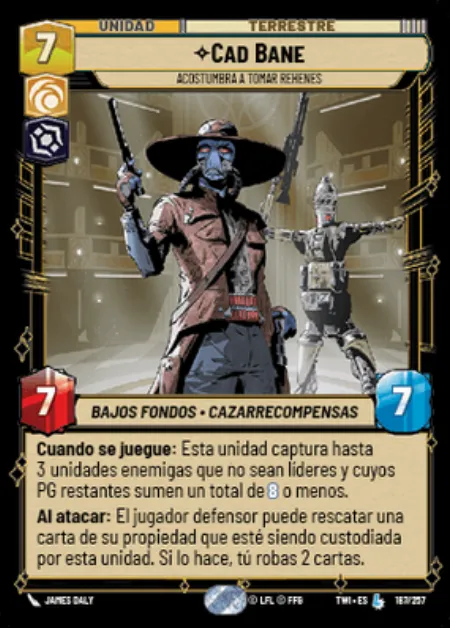 UNIDAD
TERRESTRE
7
CAD BANE
ACOSTUMBRA A TOMAR REHENES
7
BAJOS FONDOS • CAZARRECOMPENSAS
7
Cuando se juegue: Esta unidad captura hasta
3 unidades enemigas que no sean líderes y cuyos
PG restantes sumen un total de 8 o menos.
Al atacar: El jugador defensor puede rescatar una
carta de su propiedad que esté siendo custodiada
por esta unidad. Si lo hace, tú robas 2 cartas.
JAMES DALY
© LFL © FFG
TWI • ES L 187/257